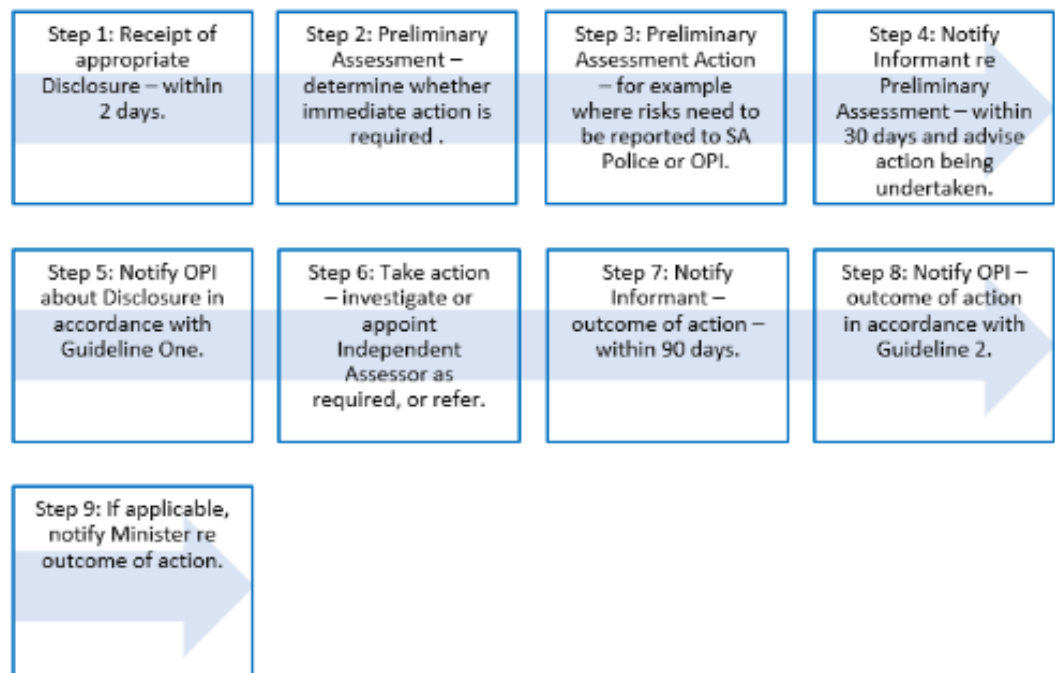 Step 1: Receipt of
appropriate
Disclosure – within
2 days.
Step 2: Preliminary
Assessment –
determine whether
immediate action is
required .
Step 3: Preliminary
Assessment Action
– for example
where risks need to
be reported to SA
Police or OPI.
Step 4: Notify
Informant re
Preliminary
Assessment – within
30 days and advise
action being
undertaken.
Step 5: Notify OPI
about Disclosure in
accordance with
Guideline One.
Step 6: Take action
– investigate or
appoint
Independent
Assessor as
required, or refer.
Step 7: Notify
Informant –
outcome of action –
within 90 days.
Step 8: Notify OPI –
outcome of action
in accordance with
Guideline 2.
Step 9: If applicable,
notify Minister re
outcome of action.